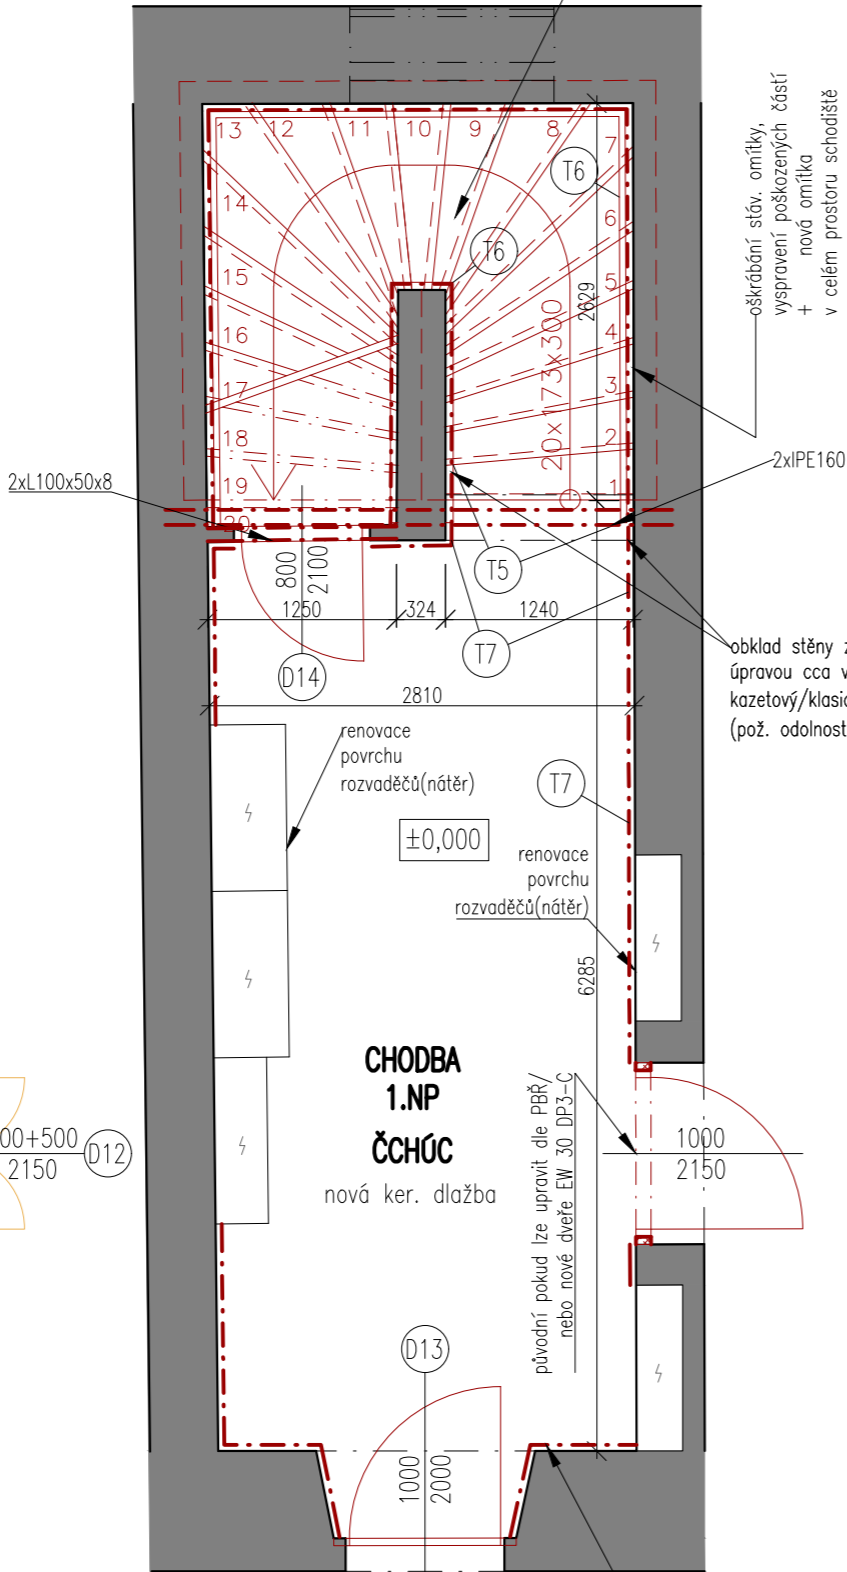 oškrábání stáv. omítky,
vyspravení poškozených částí
+ nová omítka
v celém prostoru schodiště
13
12
11
10
9
8
7
14
T6
6
15
T6
5
2629
16
4
17
3
20x173x300
18
2
19
1
2xL100x50x8
2xIPE160
20
800
2100
T5
1250
324
1240
T7
D14
obklad stěny
úpravou cca
kazetový/klasic
(pož. odolnost
2810
renovace
povrchu
rozvaděčů(nátěr)
T7
±0,000
renovace
povrchu
rozvaděčů(nátěr)
6285
CHODBA
1.NP
ČCHÚC
nová ker. dlažba
00+500
2150
D12
původní pokud lze upravit dle PBŘ/
nebo nové dveře EW 30 DP3-C
1000
2150
D13
1000
2000